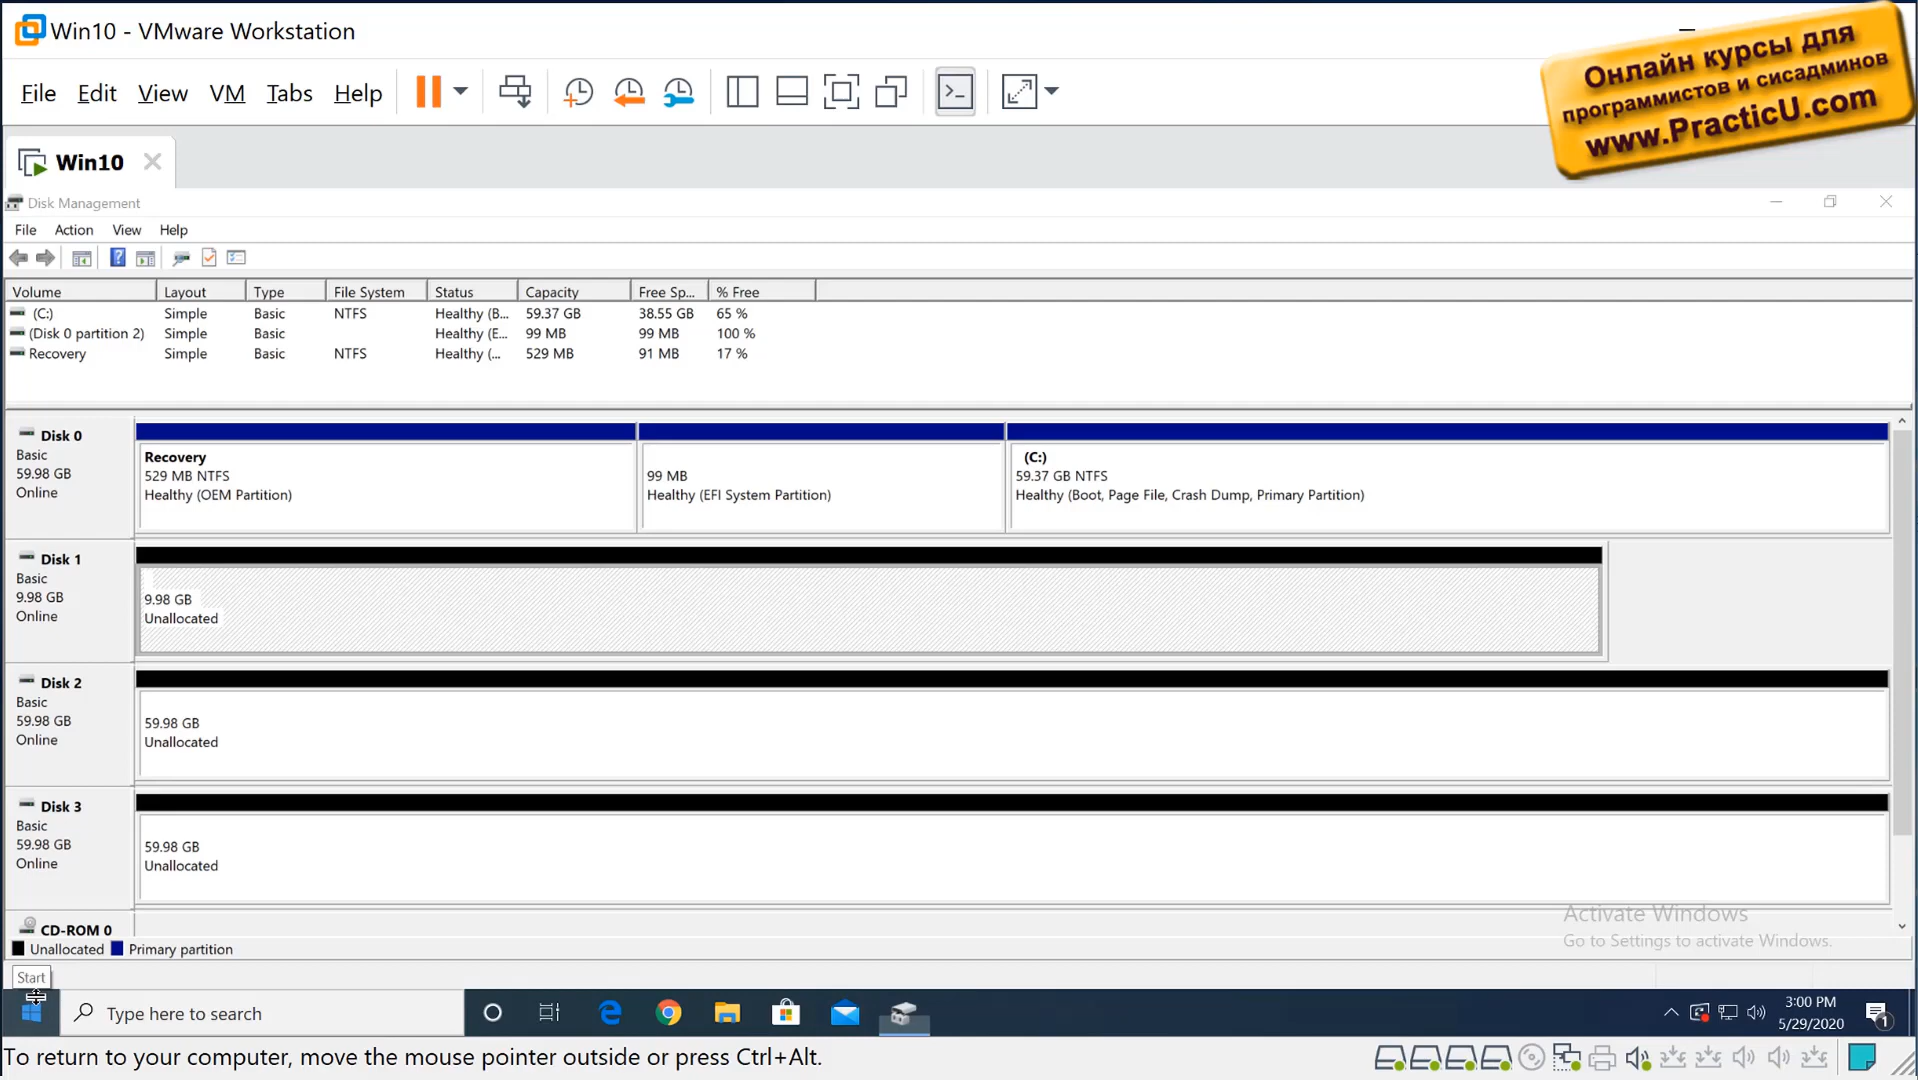 Win10 - VMware Workstation
Онлайн курсы для
программистов и сисадминов
www.PracticU.com
File Edit View VM Tabs Help
Win10
Disk Management
File Action View Help
Volume Layout Type File System Status Capacity Free Sp... % Free
(C:) Simple Basic NTFS Healthy (B... 59.37 GB 38.55 GB 65 %
(Disk 0 partition 2) Simple Basic Healthy (E... 99 MB 99 MB 100 %
Recovery Simple Basic NTFS Healthy (... 529 MB 91 MB 17 %
Disk 0
Basic
59.98 GB
Online
Recovery
529 MB NTFS
Healthy (OEM Partition)
99 MB
Healthy (EFI System Partition)
(C:)
59.37 GB NTFS
Healthy (Boot, Page File, Crash Dump, Primary Partition)
Disk 1
Basic
9.98 GB
Online
9.98 GB
Unallocated
Disk 2
Basic
59.98 GB
Online
59.98 GB
Unallocated
Disk 3
Basic
59.98 GB
Online
59.98 GB
Unallocated
CD-ROM 0
Activate Windows
Go to Settings to activate Windows.
Unallocated Primary partition
Start
Type here to search
3:00 PM
5/29/2020
1
To return to your computer, move the mouse pointer outside or press Ctrl+Alt.